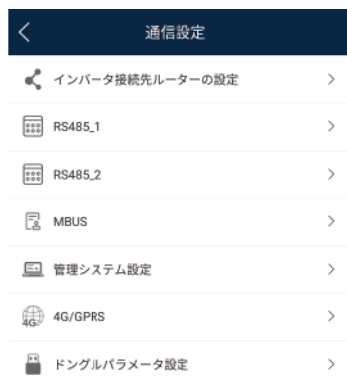 通信設定
インバータ接続先ルーターの設定
RS485_1
RS485_2
MBUS
管理システム設定
4G/GPRS
4G
ドングルパラメータ設定